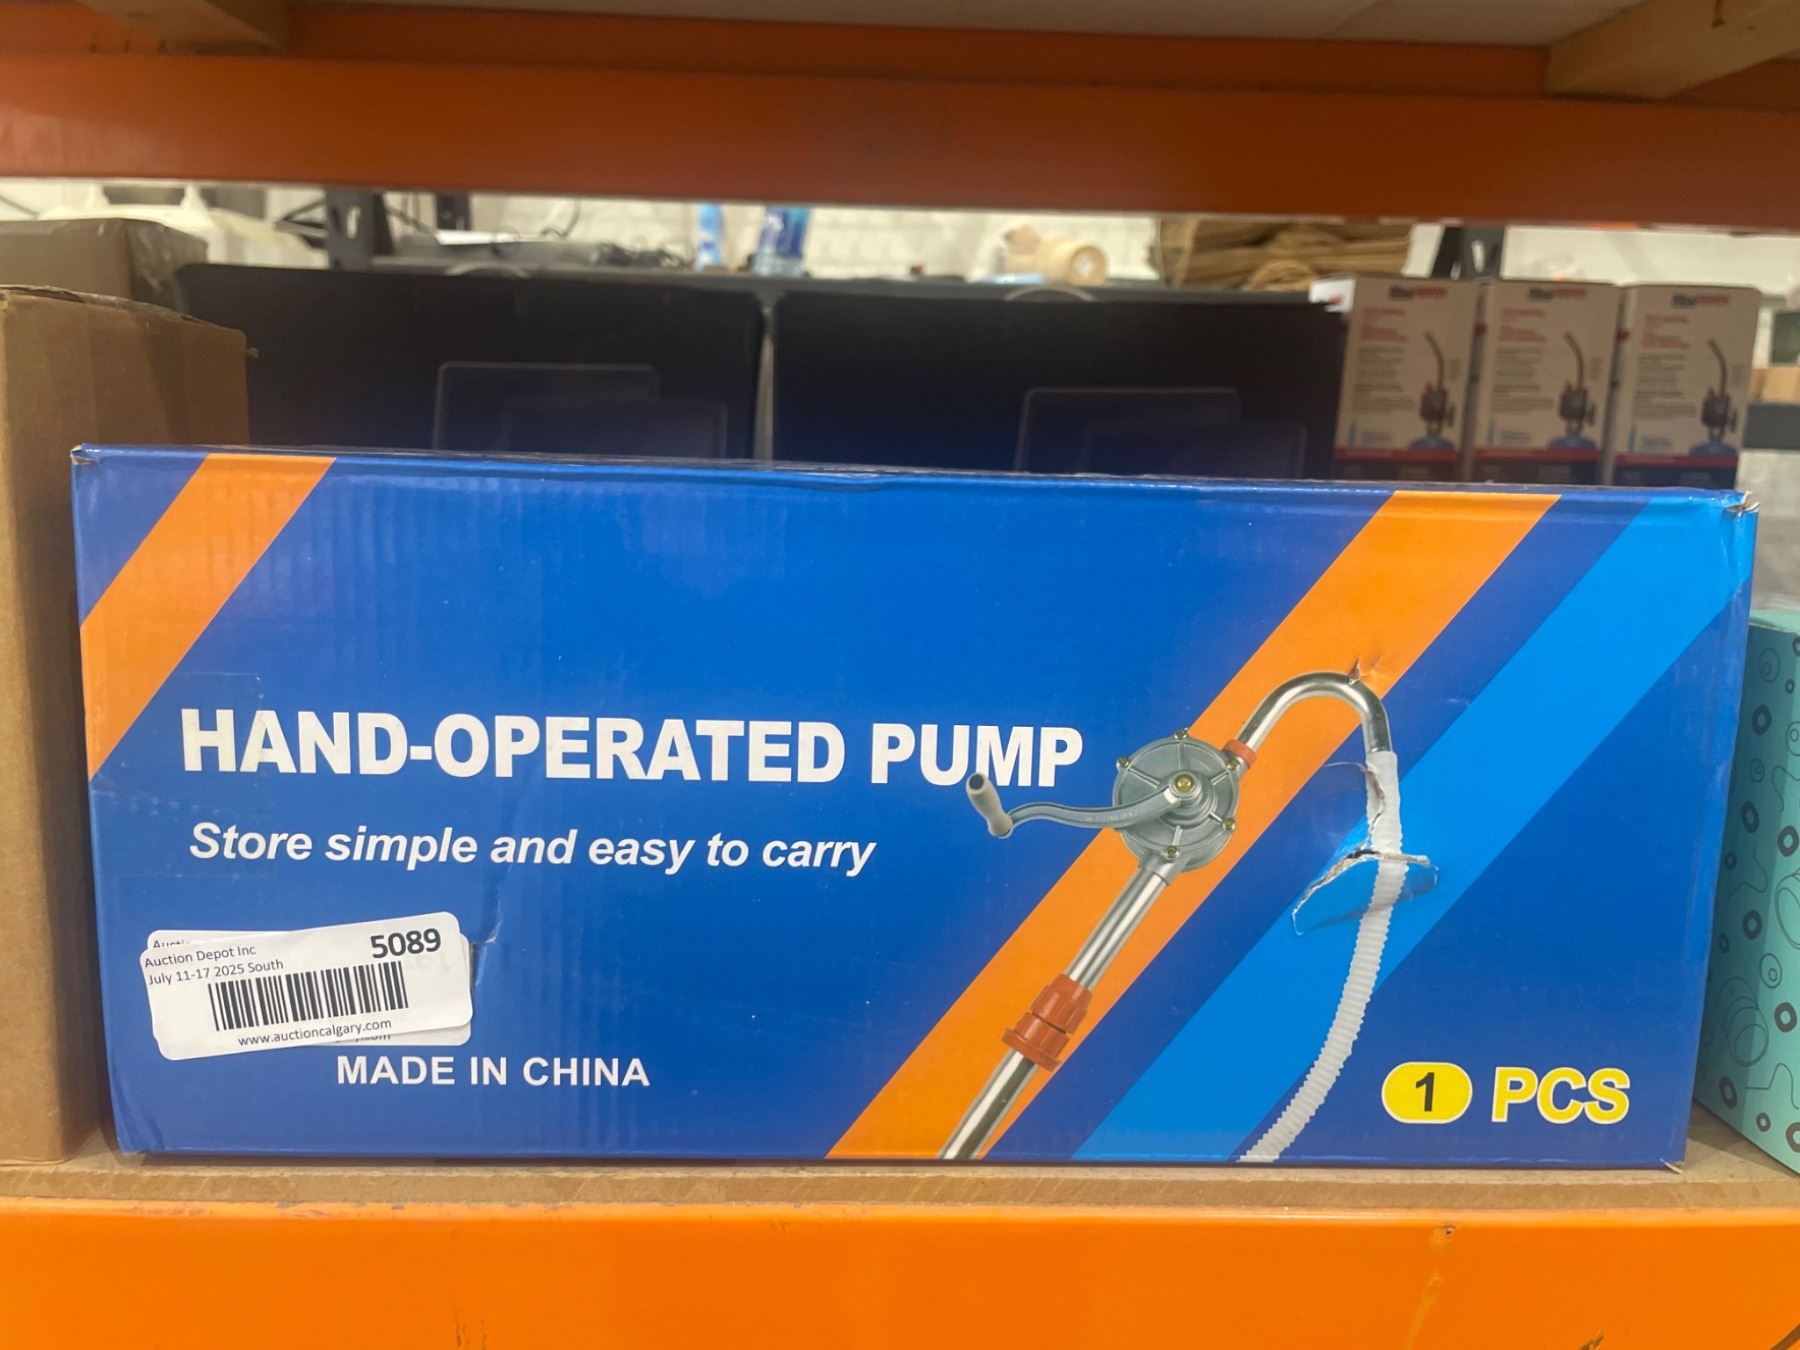 HAND-OPERATED PUMP
Store simple and easy to carry
Auction Depot Inc
5089
July 11-17 2025 South
www.auctioncalgary.com
MADE IN CHINA
1 PCS